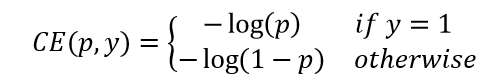 CE(p, y) = { −log(p) if y = 1
−log(1 − p) otherwise